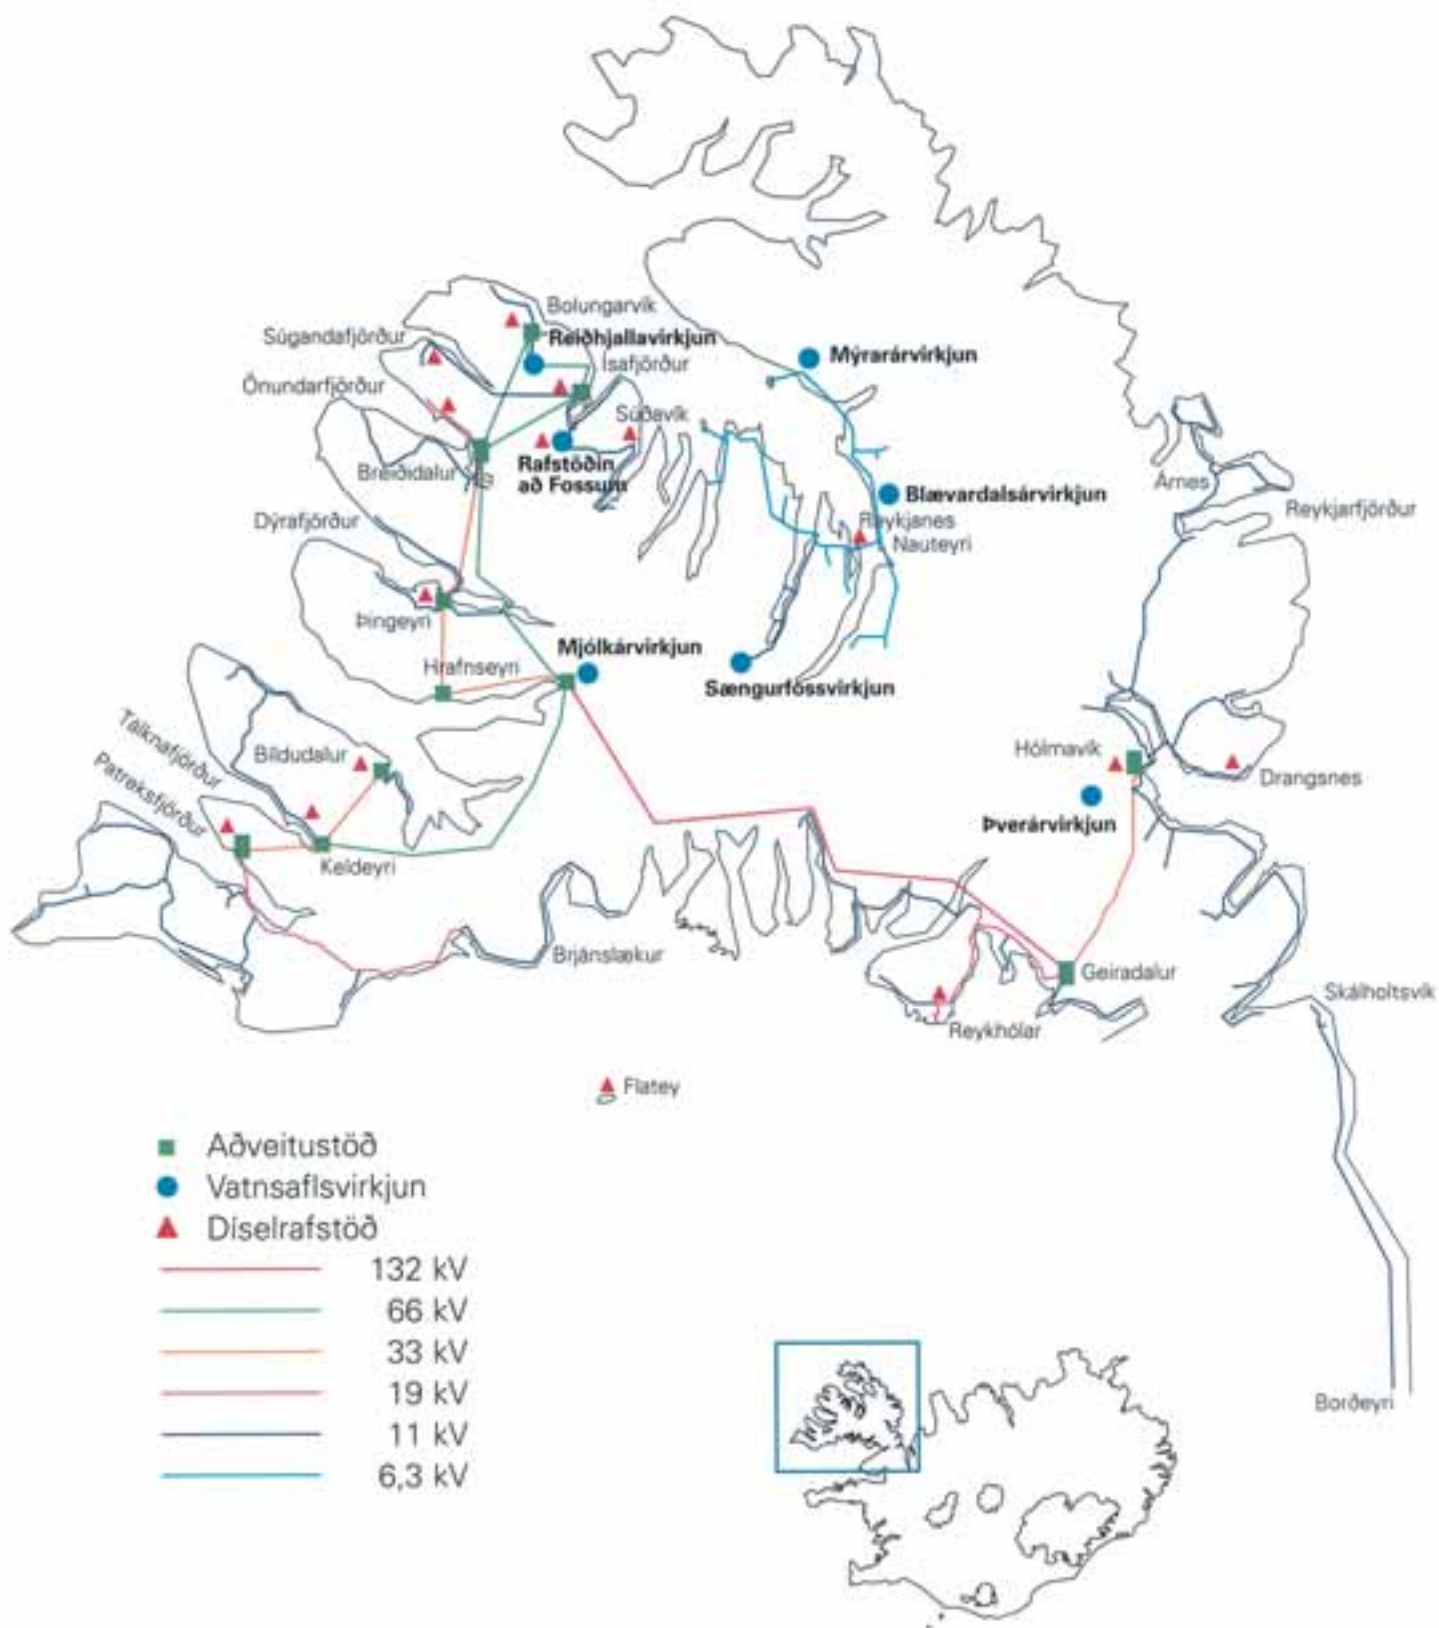 Bolungarvík
Súgandafjörður
Reiðhjallavirkjun
Ísafjörður
Önundarfjörður
Mýrarárvirkjun
Súðavík
Breiðidalur
Rafstöðin
að Fossum
Blævardalsárvirkjun
Árnes
Reykjarfjörður
Dýrafjörður
Reykjanes
Nauteyri
Þingeyri
Mjólkárvirkjun
Hrafnseyri
Sængurfossvirkjun
Tálknafjörður
Bíldudalur
Hólmavík
Patreksfjörður
Drangsnes
Þverárvirkjun
Keldeyri
Brjánslækur
Geiradalur
Skálholtsvík
Reykhólar
Flatey
Aðveitustöð
Vatnsaflsvirkjun
Díselrafstöð
132 kV
66 kV
33 kV
19 kV
11 kV
6,3 kV
Borðeyri